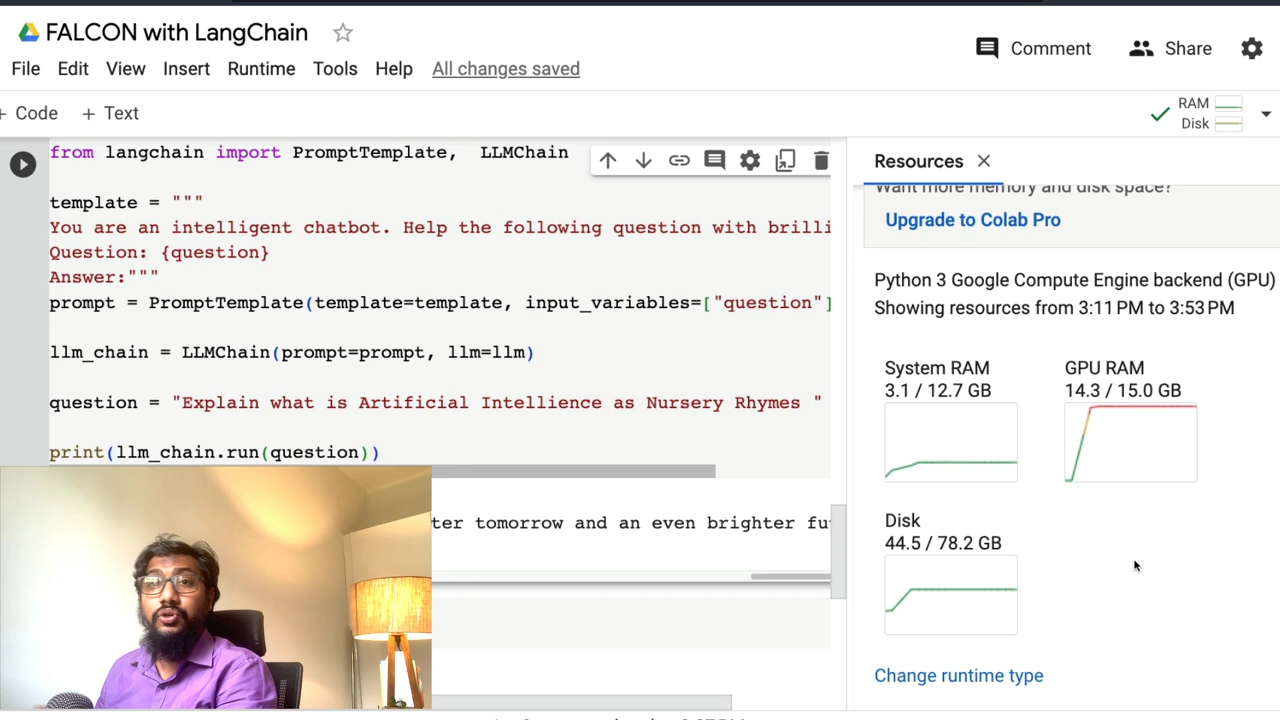 FALCON with LangChain
Comment
Share
File Edit View Insert Runtime Tools Help All changes saved
+ Code + Text
RAM
Disk
from langchain import PromptTemplate, LLMChain
template = """
You are an intelligent chatbot. Help the following question with brilli
Question: {question}
Answer:"""
prompt = PromptTemplate(template=template, input_variables=["question"]
llm_chain = LLMChain(prompt=prompt, llm=llm)
question = "Explain what is Artificial Intellience as Nursery Rhymes "
print(llm_chain.run(question))
ter tomorrow and an even brighter fu
Resources
Want more memory and disk space?
Upgrade to Colab Pro
Python 3 Google Compute Engine backend (GPU)
Showing resources from 3:11 PM to 3:53 PM
System RAM
3.1 / 12.7 GB
GPU RAM
14.3 / 15.0 GB
Disk
44.5 / 78.2 GB
Change runtime type